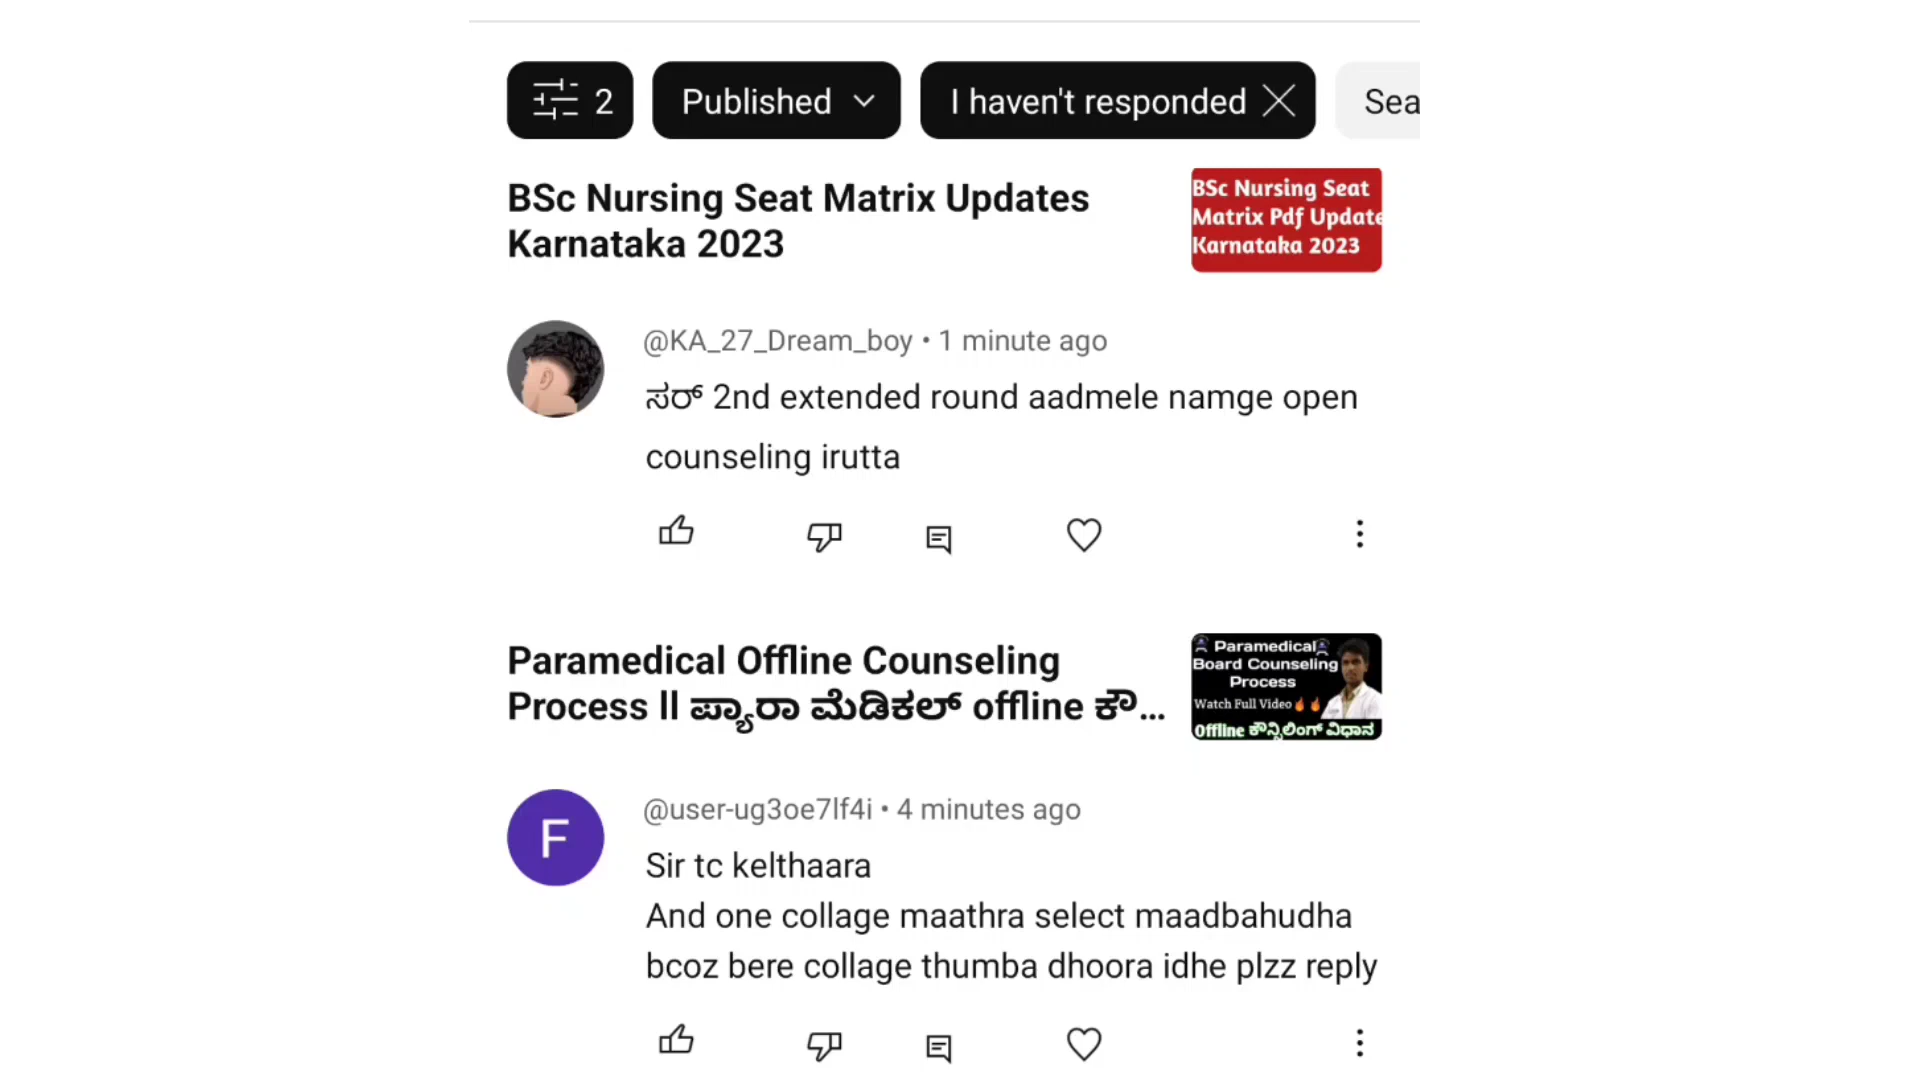 2 Published I haven't responded Sea
BSc Nursing Seat Matrix Updates
Karnataka 2023
BSc Nursing Seat
Matrix Pdf Update
Karnataka 2023
@KA_27_Dream_boy • 1 minute ago
ಸರ್ 2nd extended round aadmele namge open
counseling irutta
Paramedical Offline Counseling
Process ll ಪ್ಯಾರಾ ಮೆಡಿಕಲ್ offline ಕೌ...
Paramedical
Board Counseling
Process
Watch Full Video🔥🔥
Offline ಕೌನ್ಸಿಲಿಂಗ್ ವಿಧಾನ
F
@user-ug3oe7lf4i • 4 minutes ago
Sir tc kelthaara
And one collage maathra select maadbahudha
bcoz bere collage thumba dhoora idhe plzz reply